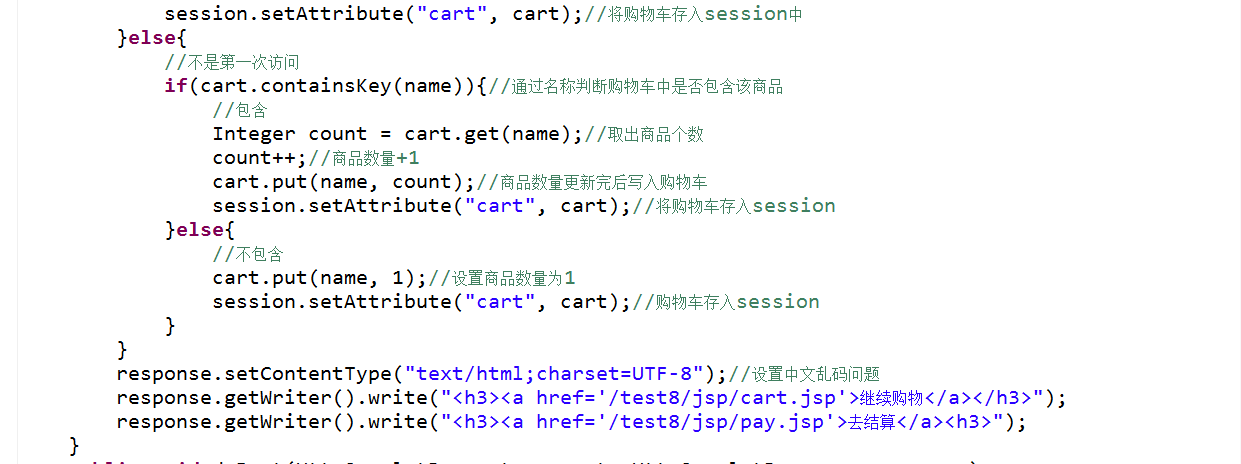 session.setAttribute("cart", cart);//将购物车存入session中
}else{
//不是第一次访问
if(cart.containsKey(name)){//通过名称判断购物车中是否包含该商品
//包含
Integer count = cart.get(name);//取出商品个数
count++;//商品数量+1
cart.put(name, count);//商品数量更新完后写入购物车
session.setAttribute("cart", cart);//将购物车存入session
}else{
//不包含
cart.put(name, 1);//设置商品数量为1
session.setAttribute("cart", cart);//购物车存入session
}
}
response.setContentType("text/html;charset=UTF-8");//设置中文乱码问题
response.getWriter().write("<h3><a href='/test8/jsp/cart.jsp'>继续购物</a></h3>");
response.getWriter().write("<h3><a href='/test8/jsp/pay.jsp'>去结算</a><h3>");
}